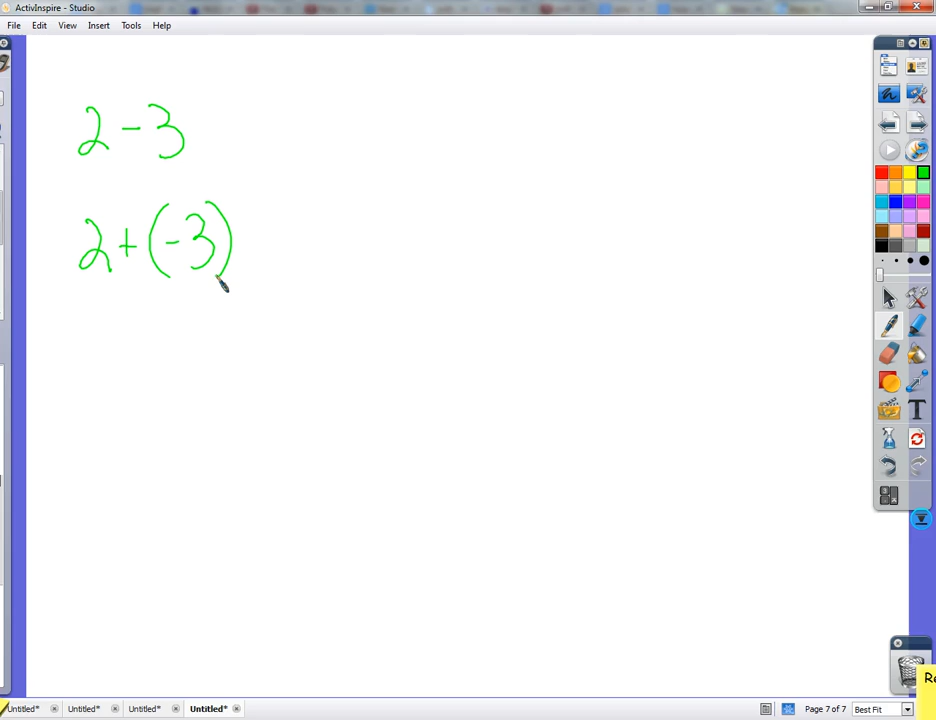 ActivInspire - Studio
File Edit View Insert Tools Help
2 - 3
2 + (-3)
Untitled* Untitled* Untitled* Untitled* Page 7 of 7 Best Fit